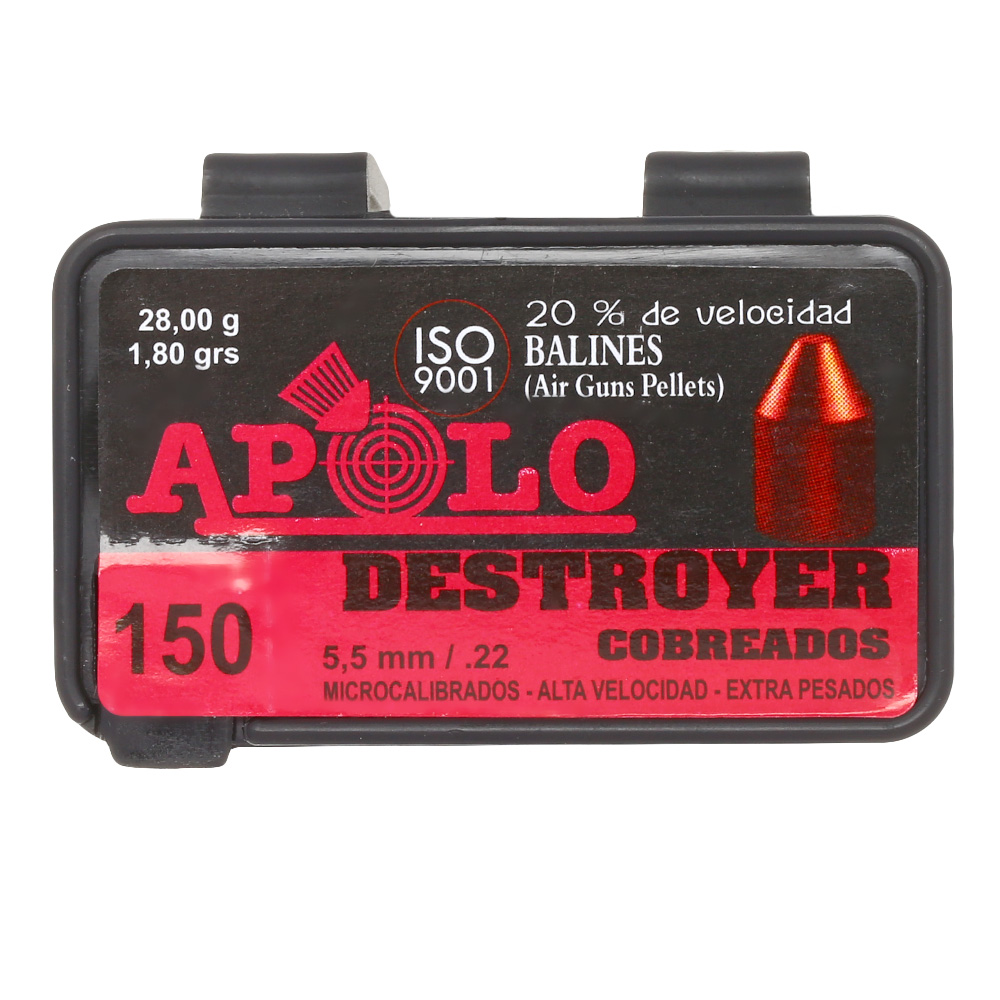 28,00 g
1,80 grs
ISO
9001
20 % de velocidad
BALINES
(Air Guns Pellets)
APOLO
DESTROYER
COBREADOS
150
5,5 mm / .22
MICROCALIBRADOS - ALTA VELOCIDAD - EXTRA PESADOS